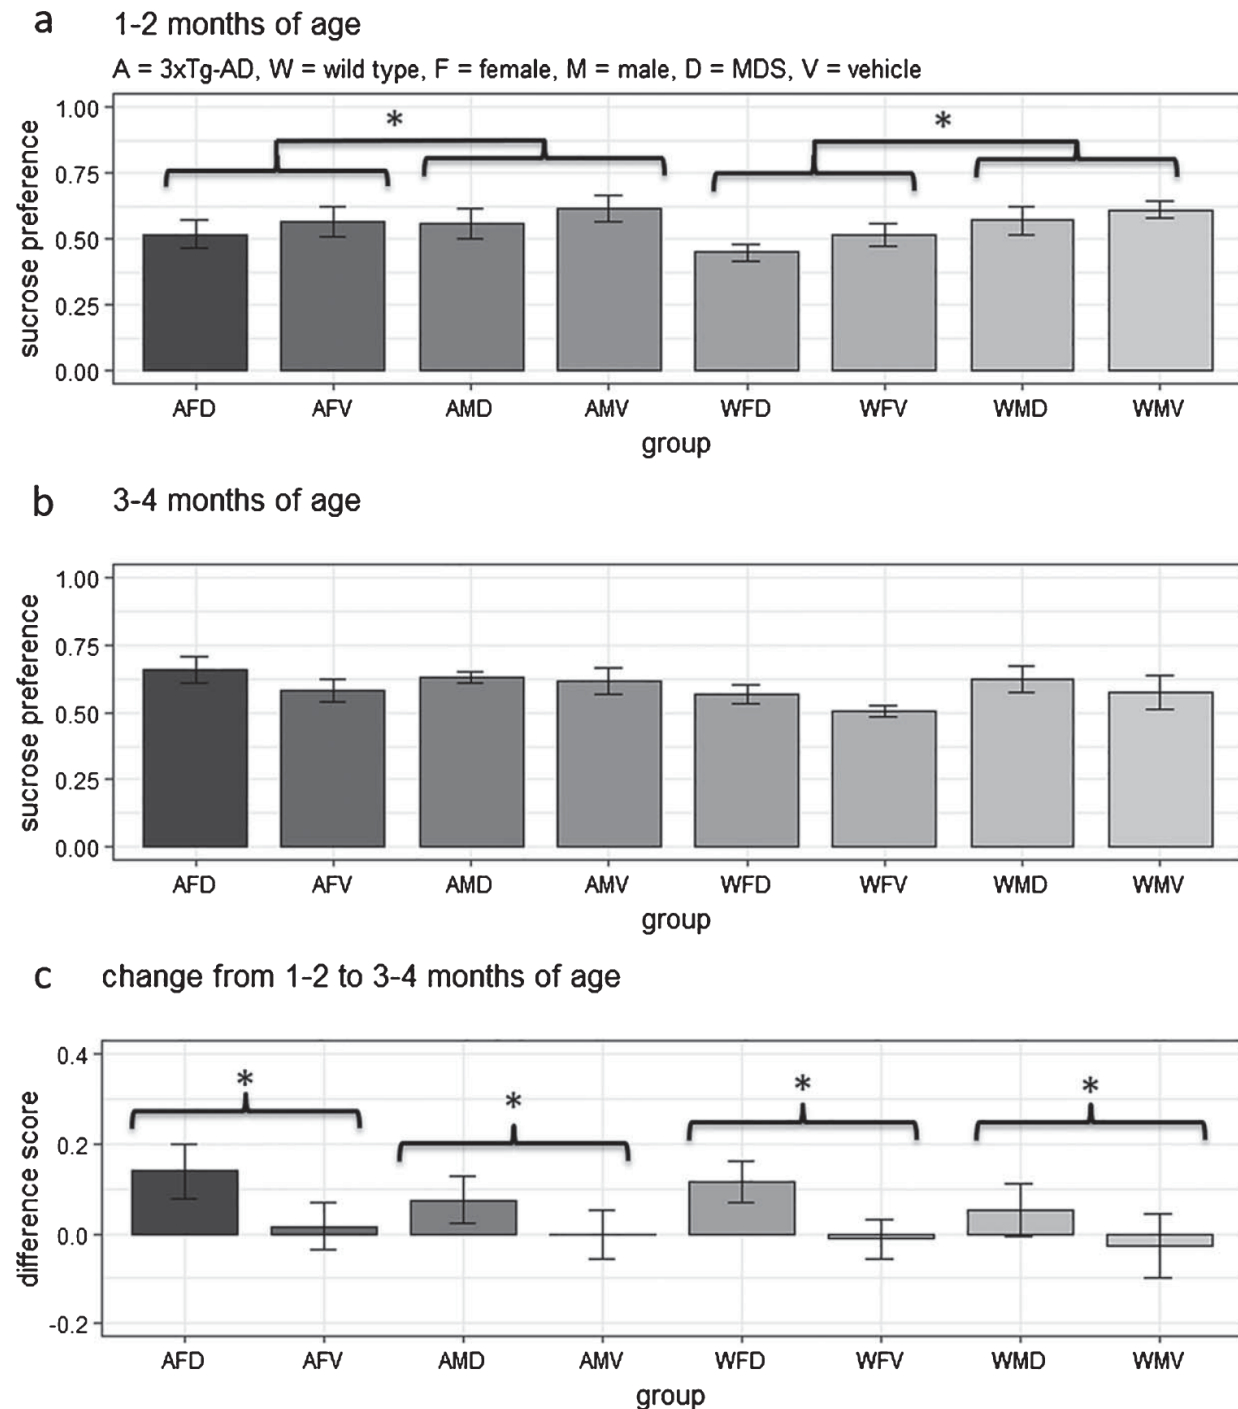 a 1-2 months of age
A = 3xTg-AD, W = wild type, F = female, M = male, D = MDS, V = vehicle
sucrose preference
1.00
0.75
0.50
0.25
0.00
* *
AFD AFV AMD AMV WFD WFV WMD WMV
group
b 3-4 months of age
sucrose preference
1.00
0.75
0.50
0.25
0.00
AFD AFV AMD AMV WFD WFV WMD WMV
group
c change from 1-2 to 3-4 months of age
difference score
0.4
0.2
0.0
-0.2
* * * *
AFD AFV AMD AMV WFD WFV WMD WMV
group